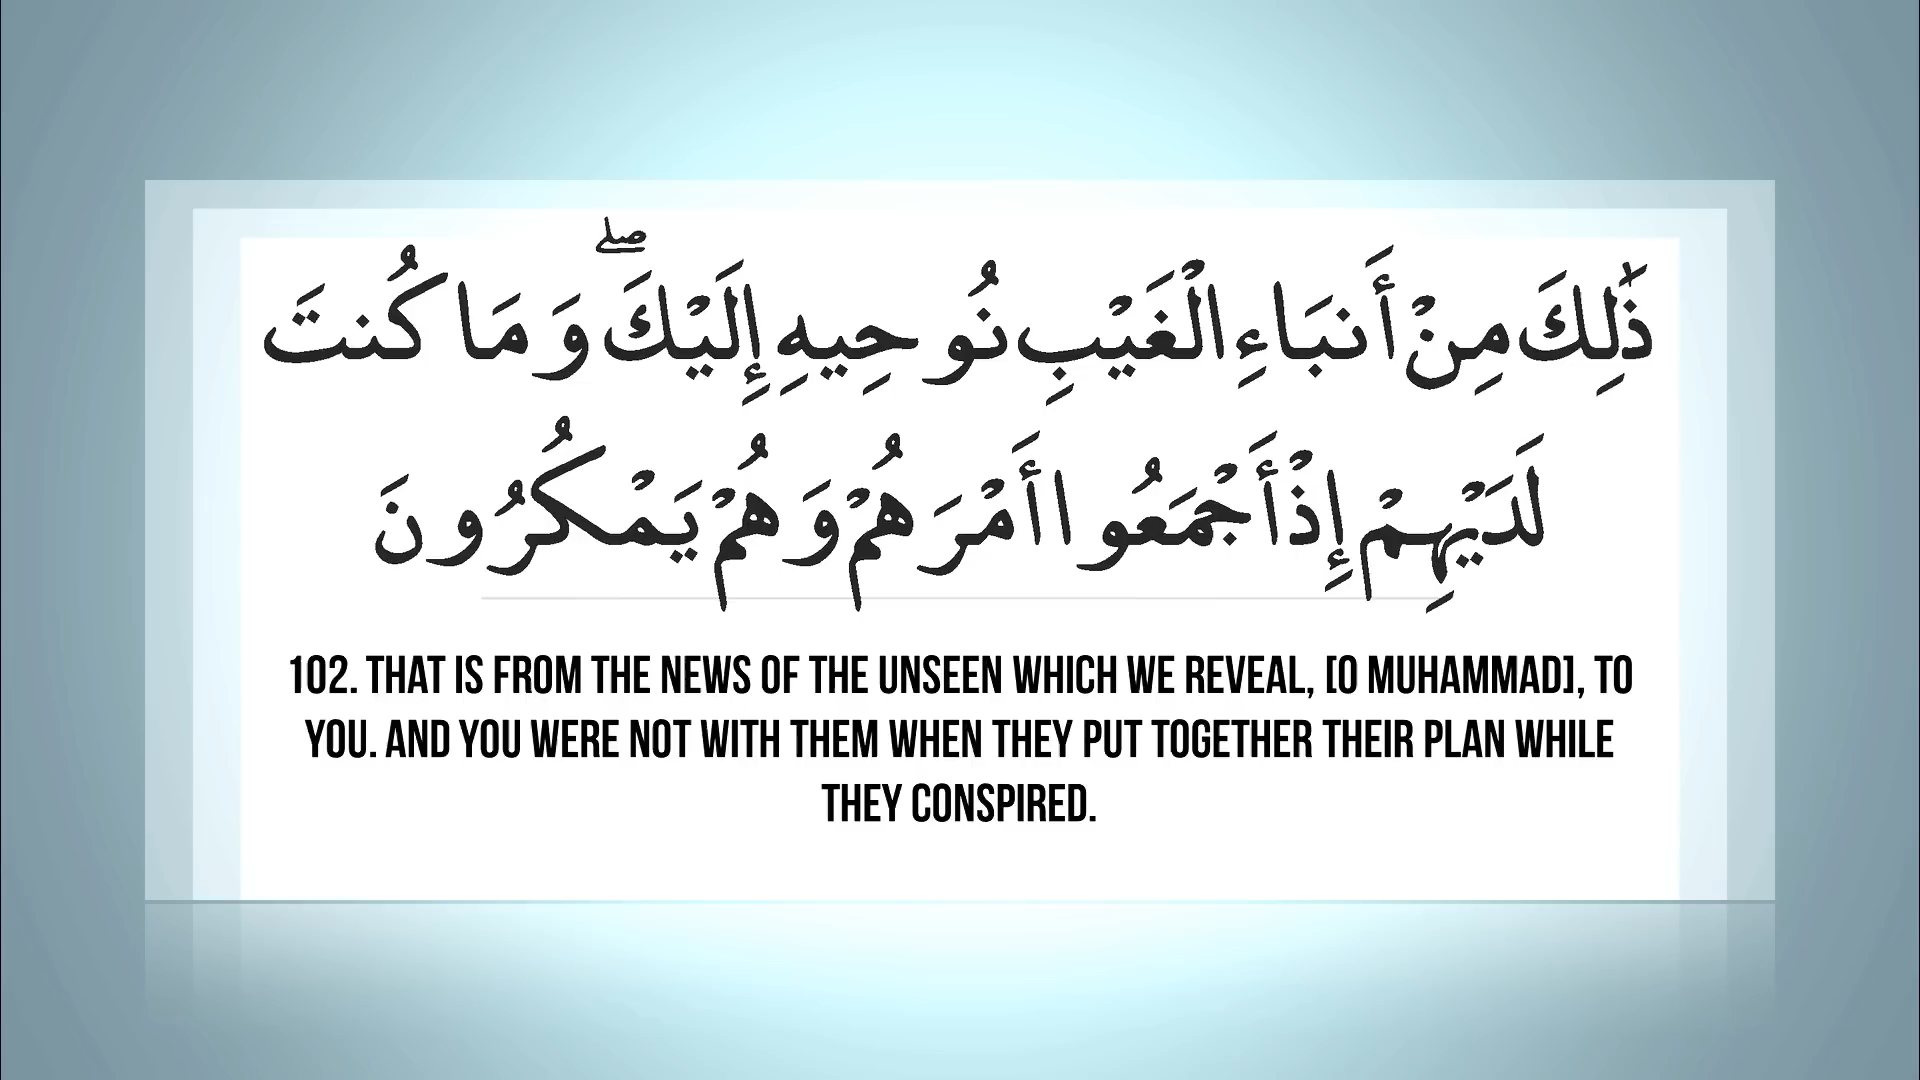 ذَٰلِكَ مِنْ أَنبَاءِ الْغَيْبِ نُوحِيهِ إِلَيْكَ ۖ وَمَا كُنتَ
لَدَيْهِمْ إِذْ أَجْمَعُوا أَمْرَهُمْ وَهُمْ يَمْكُرُونَ
102. THAT IS FROM THE NEWS OF THE UNSEEN WHICH WE REVEAL, [O MUHAMMAD], TO
YOU. AND YOU WERE NOT WITH THEM WHEN THEY PUT TOGETHER THEIR PLAN WHILE
THEY CONSPIRED.